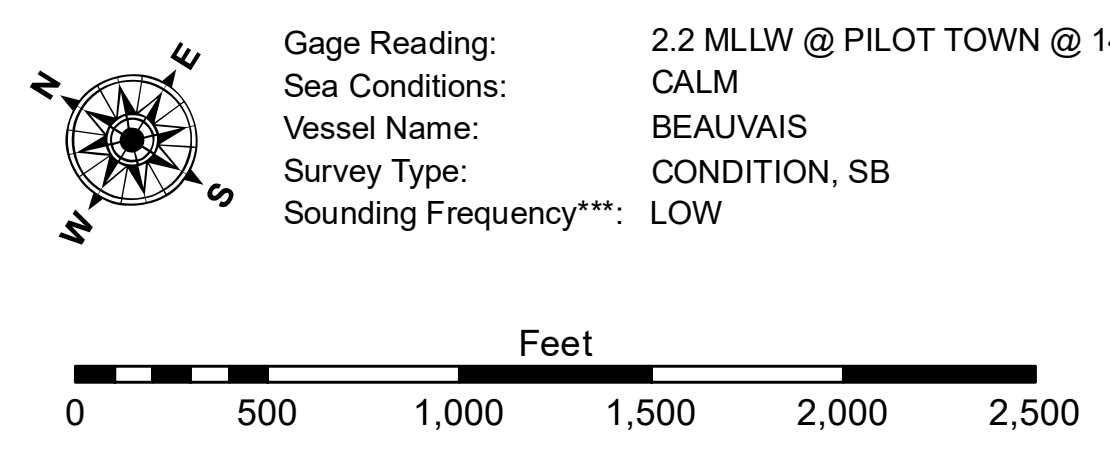 N
E
S
W
Gage Reading: 2.2 MLLW @ PILOT TOWN @
Sea Conditions: CALM
Vessel Name: BEAUVAIS
Survey Type: CONDITION, SB
Sounding Frequency***: LOW
Feet
0 500 1,000 1,500 2,000 2,500